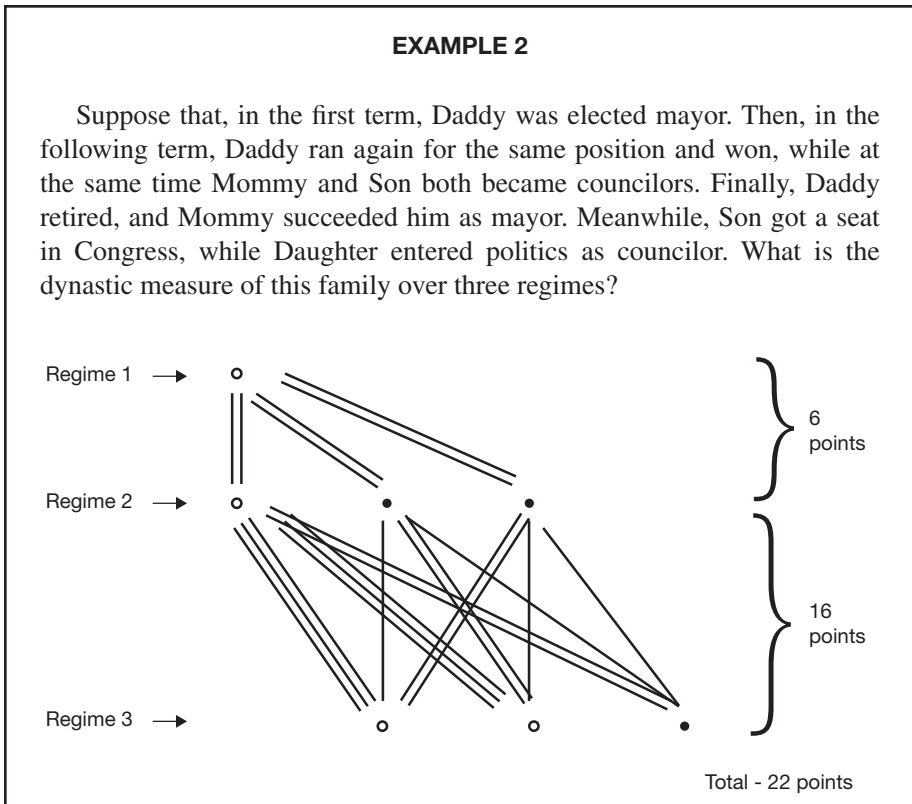 EXAMPLE 2
Suppose that, in the first term, Daddy was elected mayor. Then, in the
following term, Daddy ran again for the same position and won, while at
the same time Mommy and Son both became councilors. Finally, Daddy
retired, and Mommy succeeded him as mayor. Meanwhile, Son got a seat
in Congress, while Daughter entered politics as councilor. What is the
dynastic measure of this family over three regimes?
Regime 1
6
points
Regime 2
16
points
Regime 3
Total - 22 points